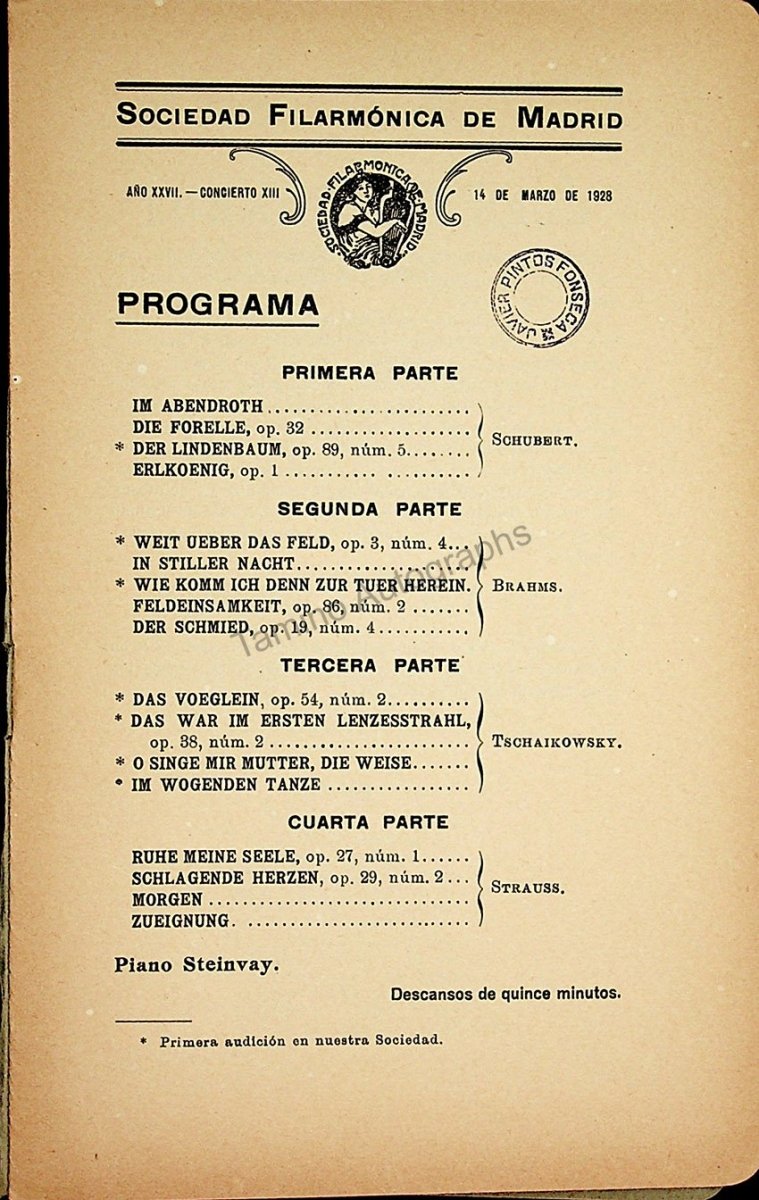 SOCIEDAD FILARMÓNICA DE MADRID
AÑO XXVII.—CONCIERTO XIII
SOCIEDAD·FILARMONICA·DE·MADRID·
14 DE MARZO DE 1928
JAVIER PINTOS FONSECA
PROGRAMA
PRIMERA PARTE
IM ABENDROTH
DIE FORELLE, op. 32
* DER LINDENBAUM, op. 89, núm. 5
ERLKOENIG, op. 1
SCHUBERT.
SEGUNDA PARTE
* WEIT UEBER DAS FELD, op. 3, núm. 4
IN STILLER NACHT
* WIE KOMM ICH DENN ZUR TUER HEREIN.
FELDEINSAMKEIT, op. 86, núm. 2
DER SCHMIED, op. 19, núm. 4
BRAHMS.
Tamino Autographs
TERCERA PARTE
* DAS VOEGLEIN, op. 54, núm. 2
* DAS WAR IM ERSTEN LENZESSTRAHL,
op. 38, núm. 2
* O SINGE MIR MUTTER, DIE WEISE
* IM WOGENDEN TANZE
TSCHAIKOWSKY.
CUARTA PARTE
RUHE MEINE SEELE, op. 27, núm. 1
SCHLAGENDE HERZEN, op. 29, núm. 2
MORGEN
ZUEIGNUNG.
STRAUSS.
Piano Steinvay.
Descansos de quince minutos.
* Primera audición en nuestra Sociedad.